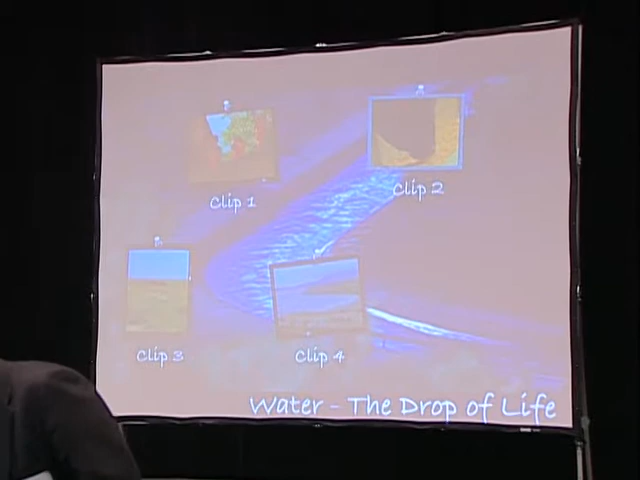 Clip 1
Clip 2
Clip 3
Clip 4
Water - The Drop of Life